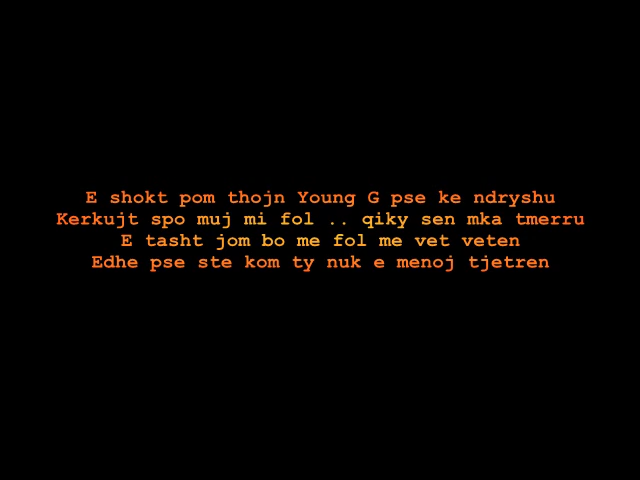 E shokt pom thojn Young G pse ke ndryshu
Kerkujt spo muj mi fol .. qiky sen mka tmerru
E tasht jom bo me fol me vet veten
Edhe pse ste kom ty nuk e menoj tjetren